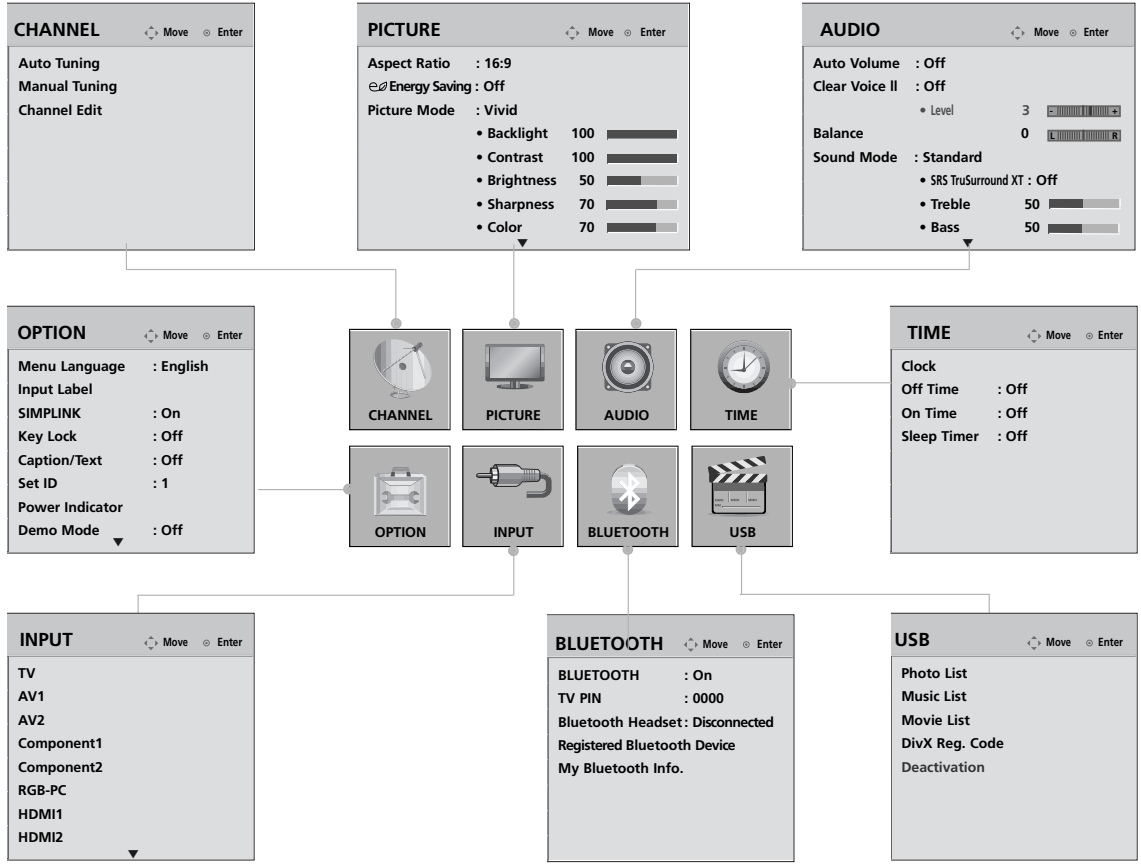 CHANNEL Move Enter
Auto Tuning
Manual Tuning
Channel Edit
PICTURE Move Enter
Aspect Ratio : 16:9
Energy Saving : Off
Picture Mode : Vivid
• Backlight 100
• Contrast 100
• Brightness 50
• Sharpness 70
• Color 70
AUDIO Move Enter
Auto Volume : Off
Clear Voice ll : Off
• Level 3 - +
Balance 0 L R
Sound Mode : Standard
• SRS TruSurround XT : Off
• Treble 50
• Bass 50
OPTION Move Enter
Menu Language : English
Input Label
SIMPLINK : On
Key Lock : Off
Caption/Text : Off
Set ID : 1
Power Indicator
Demo Mode : Off
CHANNEL PICTURE AUDIO TIME
OPTION INPUT BLUETOOTH USB
TIME Move Enter
Clock
Off Time : Off
On Time : Off
Sleep Timer : Off
INPUT Move Enter
TV
AV1
AV2
Component1
Component2
RGB-PC
HDMI1
HDMI2
BLUETOOTH Move Enter
BLUETOOTH : On
TV PIN : 0000
Bluetooth Headset : Disconnected
Registered Bluetooth Device
My Bluetooth Info.
USB Move Enter
Photo List
Music List
Movie List
DivX Reg. Code
Deactivation